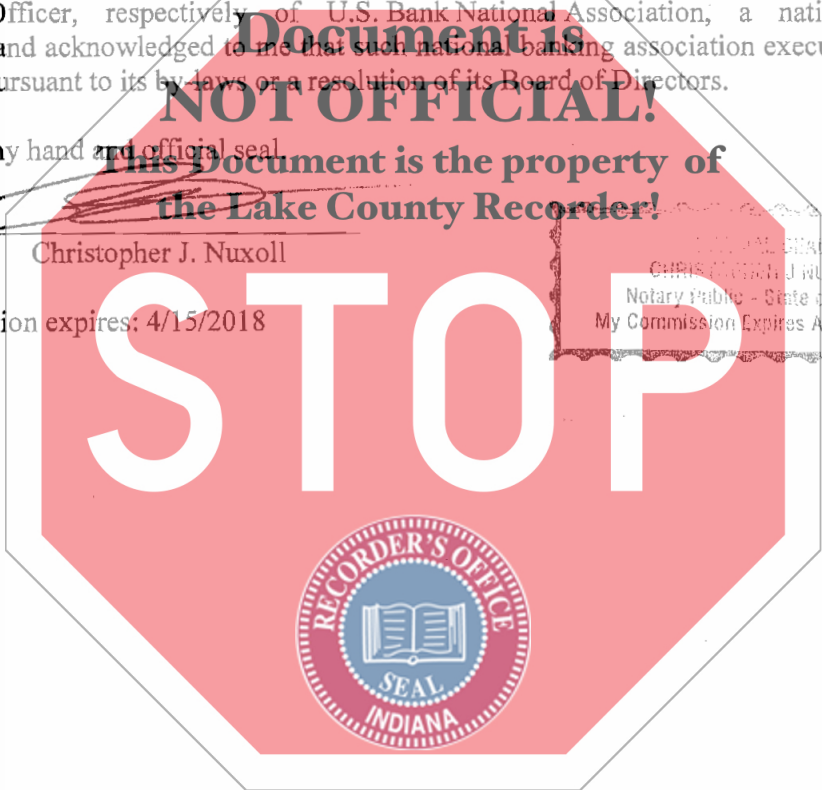 Officer, respectively of U.S. Bank National Association, a nati
Document is
and acknowledged to me that such national banking association execu
ursuant to its by-laws or a resolution of its Board of Directors.
NOT OFFICIAL!
y hand and official seal.
This Document is the property of
the Lake County Recorder!
Christopher J. Nuxoll
CHRISTOPHER J NU
Notary Public - State o
ion expires: 4/15/2018
My Commission Expires A
STOP
RECORDER'S OFFICE
SEAL
INDIANA